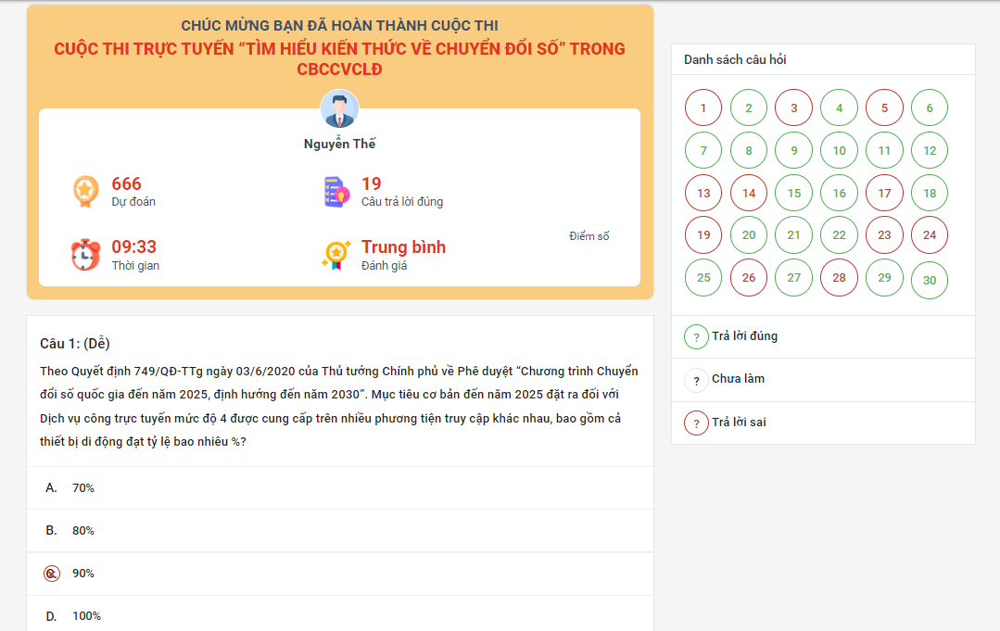 CHÚC MỪNG BẠN ĐÃ HOÀN THÀNH CUỘC THI
CUỘC THI TRỰC TUYẾN “TÌM HIỂU KIẾN THỨC VỀ CHUYỂN ĐỔI SỐ” TRONG
CBCCVCLĐ
Nguyễn Thế
666
Dự đoán
19
Câu trả lời đúng
09:33
Thời gian
Trung bình
Đánh giá
Điểm số
Câu 1: (Dễ)
Theo Quyết định 749/QĐ-TTg ngày 03/6/2020 của Thủ tướng Chính phủ về Phê duyệt “Chương trình Chuyển
đổi số quốc gia đến năm 2025, định hướng đến năm 2030”. Mục tiêu cơ bản đến năm 2025 đặt ra đối với
Dịch vụ công trực tuyến mức độ 4 được cung cấp trên nhiều phương tiện truy cập khác nhau, bao gồm cả
thiết bị di động đạt tỷ lệ bao nhiêu %?
A. 70%
B. 80%
C. 90%
D. 100%
Danh sách câu hỏi
1 2 3 4 5 6
7 8 9 10 11 12
13 14 15 16 17 18
19 20 21 22 23 24
25 26 27 28 29 30
? Trả lời đúng
? Chưa làm
? Trả lời sai